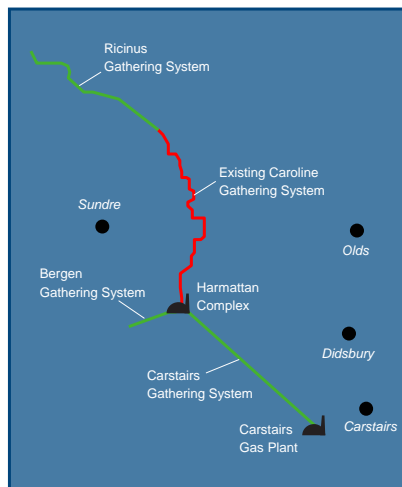 Ricinus
Gathering System
Existing Caroline
Gathering System
Sundre
Olds
Bergen
Gathering System
Harmattan
Complex
Didsbury
Carstairs
Gathering System
Carstairs
Carstairs
Gas Plant